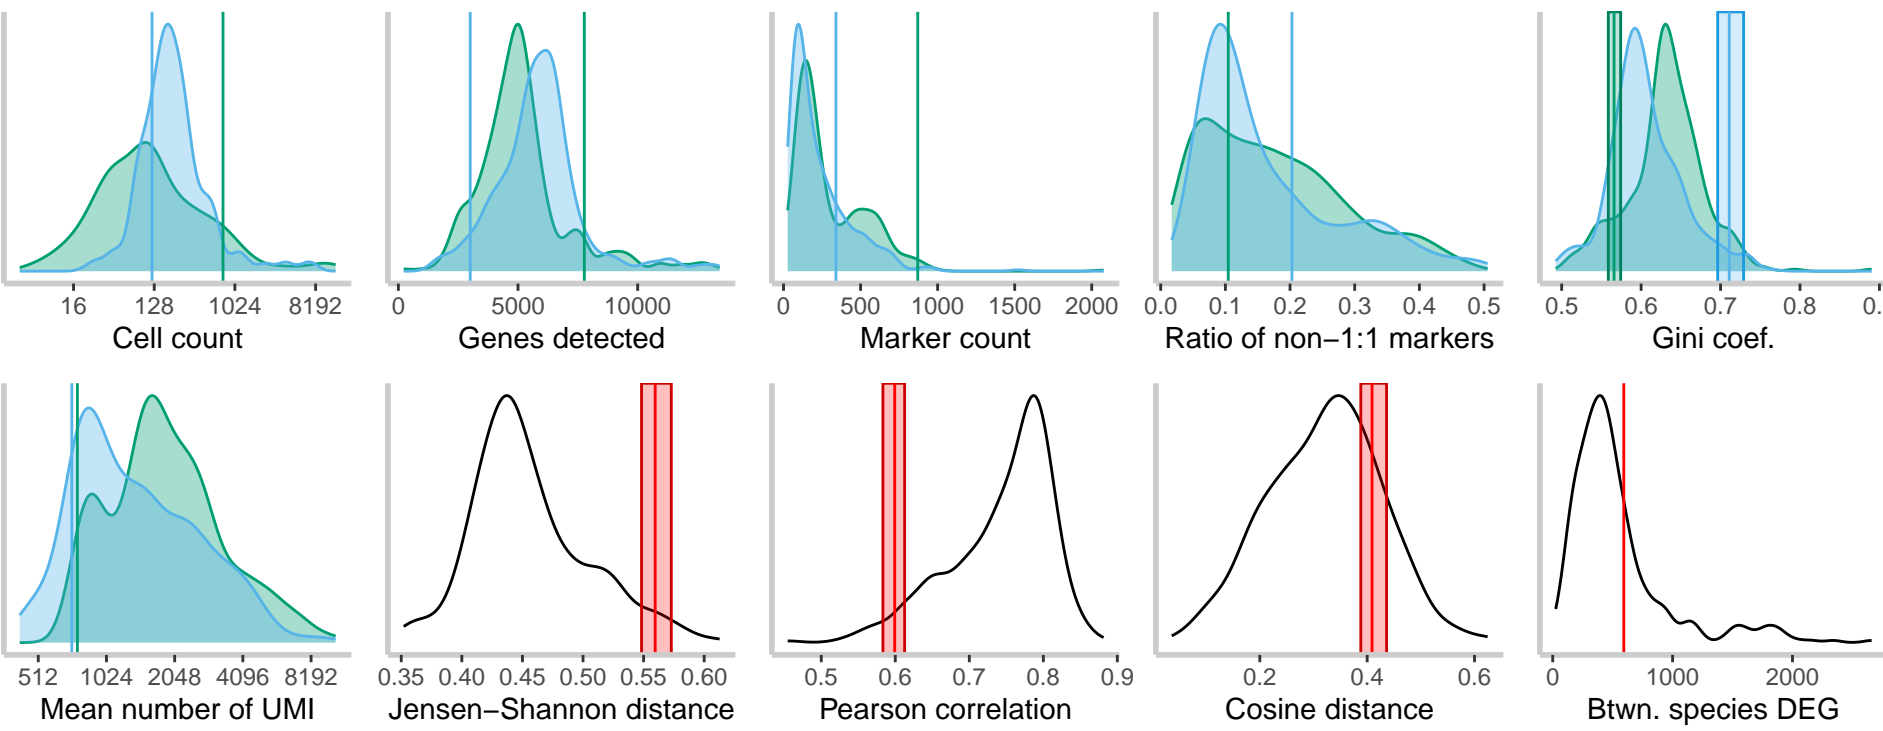 16 128 1024 8192
Cell count
0 5000 10000
Genes detected
0 500 1000 1500 2000
Marker count
0.0 0.1 0.2 0.3 0.4 0.5
Ratio of non−1:1 markers
0.5 0.6 0.7 0.8 0.
Gini coef.
512 1024 2048 4096 8192
Mean number of UMI
0.35 0.40 0.45 0.50 0.55 0.60
Jensen−Shannon distance
0.5 0.6 0.7 0.8 0.9
Pearson correlation
0.2 0.4 0.6
Cosine distance
0 1000 2000
Btwn. species DEG